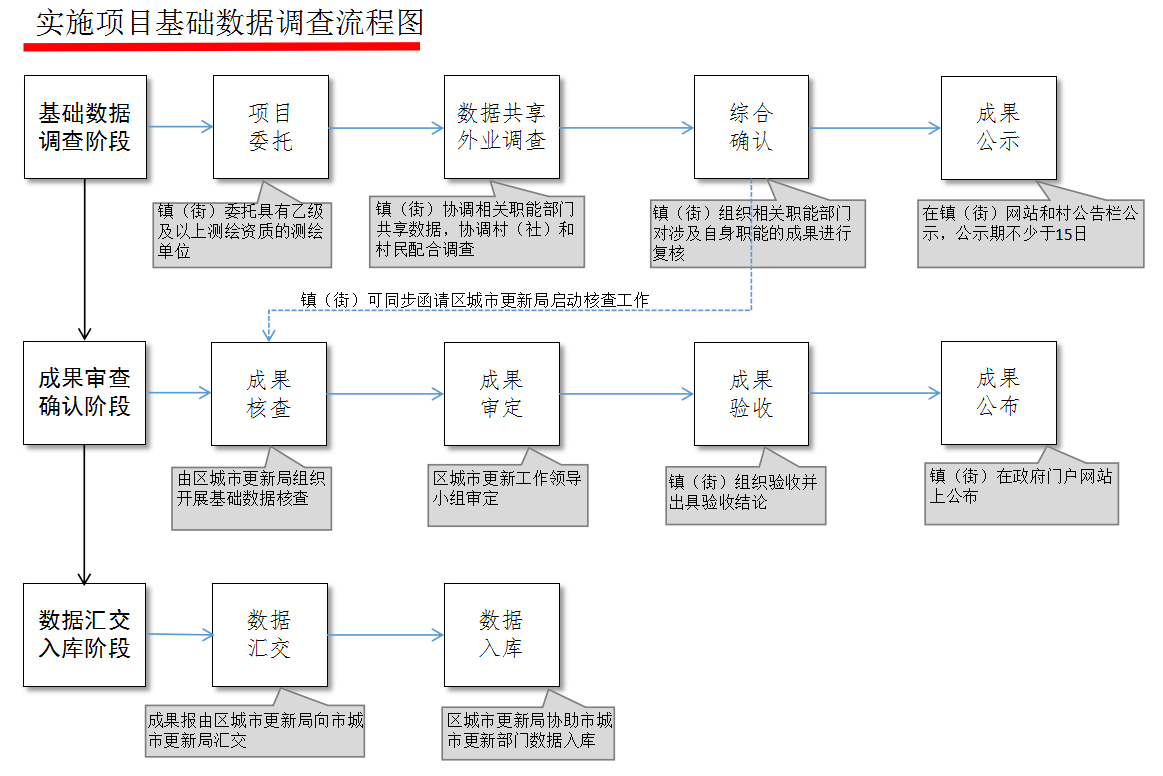 实施项目基础数据调查流程图
基础数据
调查阶段
项目
委托
数据共享
外业调查
综合
确认
成果
公示
镇（街）委托具有乙级
及以上测绘资质的测绘
单位
镇（街）协调相关职能部门
共享数据，协调村（社）和
村民配合调查
镇（街）组织相关职能部门
对涉及自身职能的成果进行
复核
在镇（街）网站和村公告栏公
示，公示期不少于15日
镇（街）可同步函请区城市更新局启动核查工作
成果审查
确认阶段
成果
核查
成果
审定
成果
验收
成果
公布
由区城市更新局组织
开展基础数据核查
区城市更新工作领导
小组审定
镇（街）组织验收并
出具验收结论
镇（街）在政府门户网站
上公布
数据汇交
入库阶段
数据
汇交
数据
入库
成果报由区城市更新局向市城
市更新局汇交
区城市更新局协助市城
市更新部门数据入库